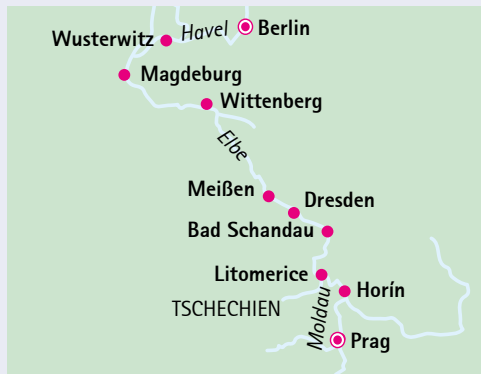 Havel
Berlin
Wusterwitz
Magdeburg
Wittenberg
Elbe
Meißen
Dresden
Bad Schandau
Litomerice
Horín
TSCHECHIEN
Moldau
Prag